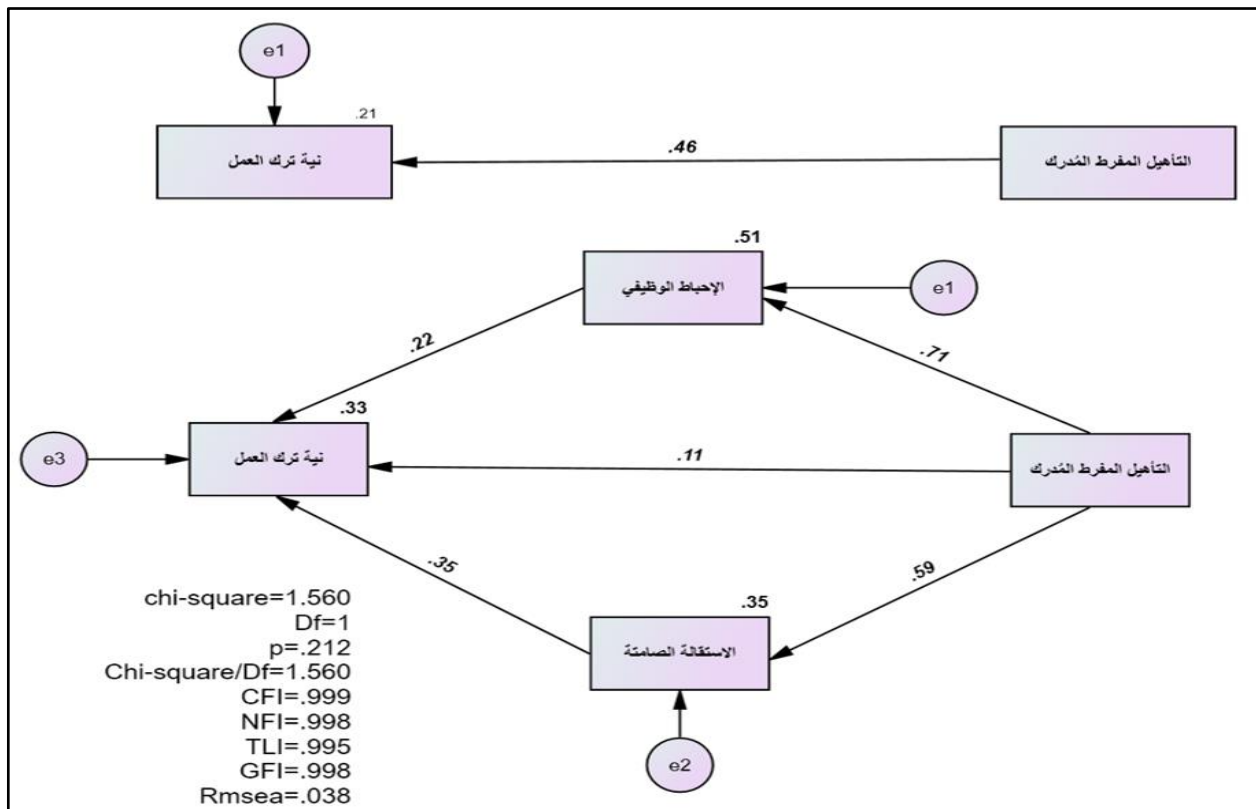 e1
.21
نية ترك العمل
.46
التأهيل المفرط المُدرك
.51
الإحباط الوظيفي
e1
.22
.71
.33
e3
نية ترك العمل
.11
التأهيل المفرط المُدرك
.35
.59
.35
الاستقالة الصامتة
e2
chi-square=1.560
Df=1
p=.212
Chi-square/Df=1.560
CFI=.999
NFI=.998
TLI=.995
GFI=.998
Rmsea=.038